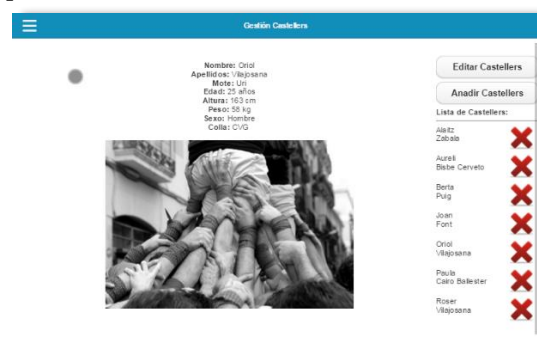 Gestión Castellers
Nombre: Oriol
Apellidos: Vilajosana
Mote: Uri
Edad: 25 años
Altura: 163 cm
Peso: 58 kg
Sexo: Hombre
Colla: CVG
Editar Castellers
Anadir Castellers
Lista de Castellers:
Alaitz
Zabala
Aureli
Bisbe Cerveto
Berta
Puig
Joan
Font
Oriol
Vilajosana
Paula
Cairo Ballester
Roser
Vilajosana